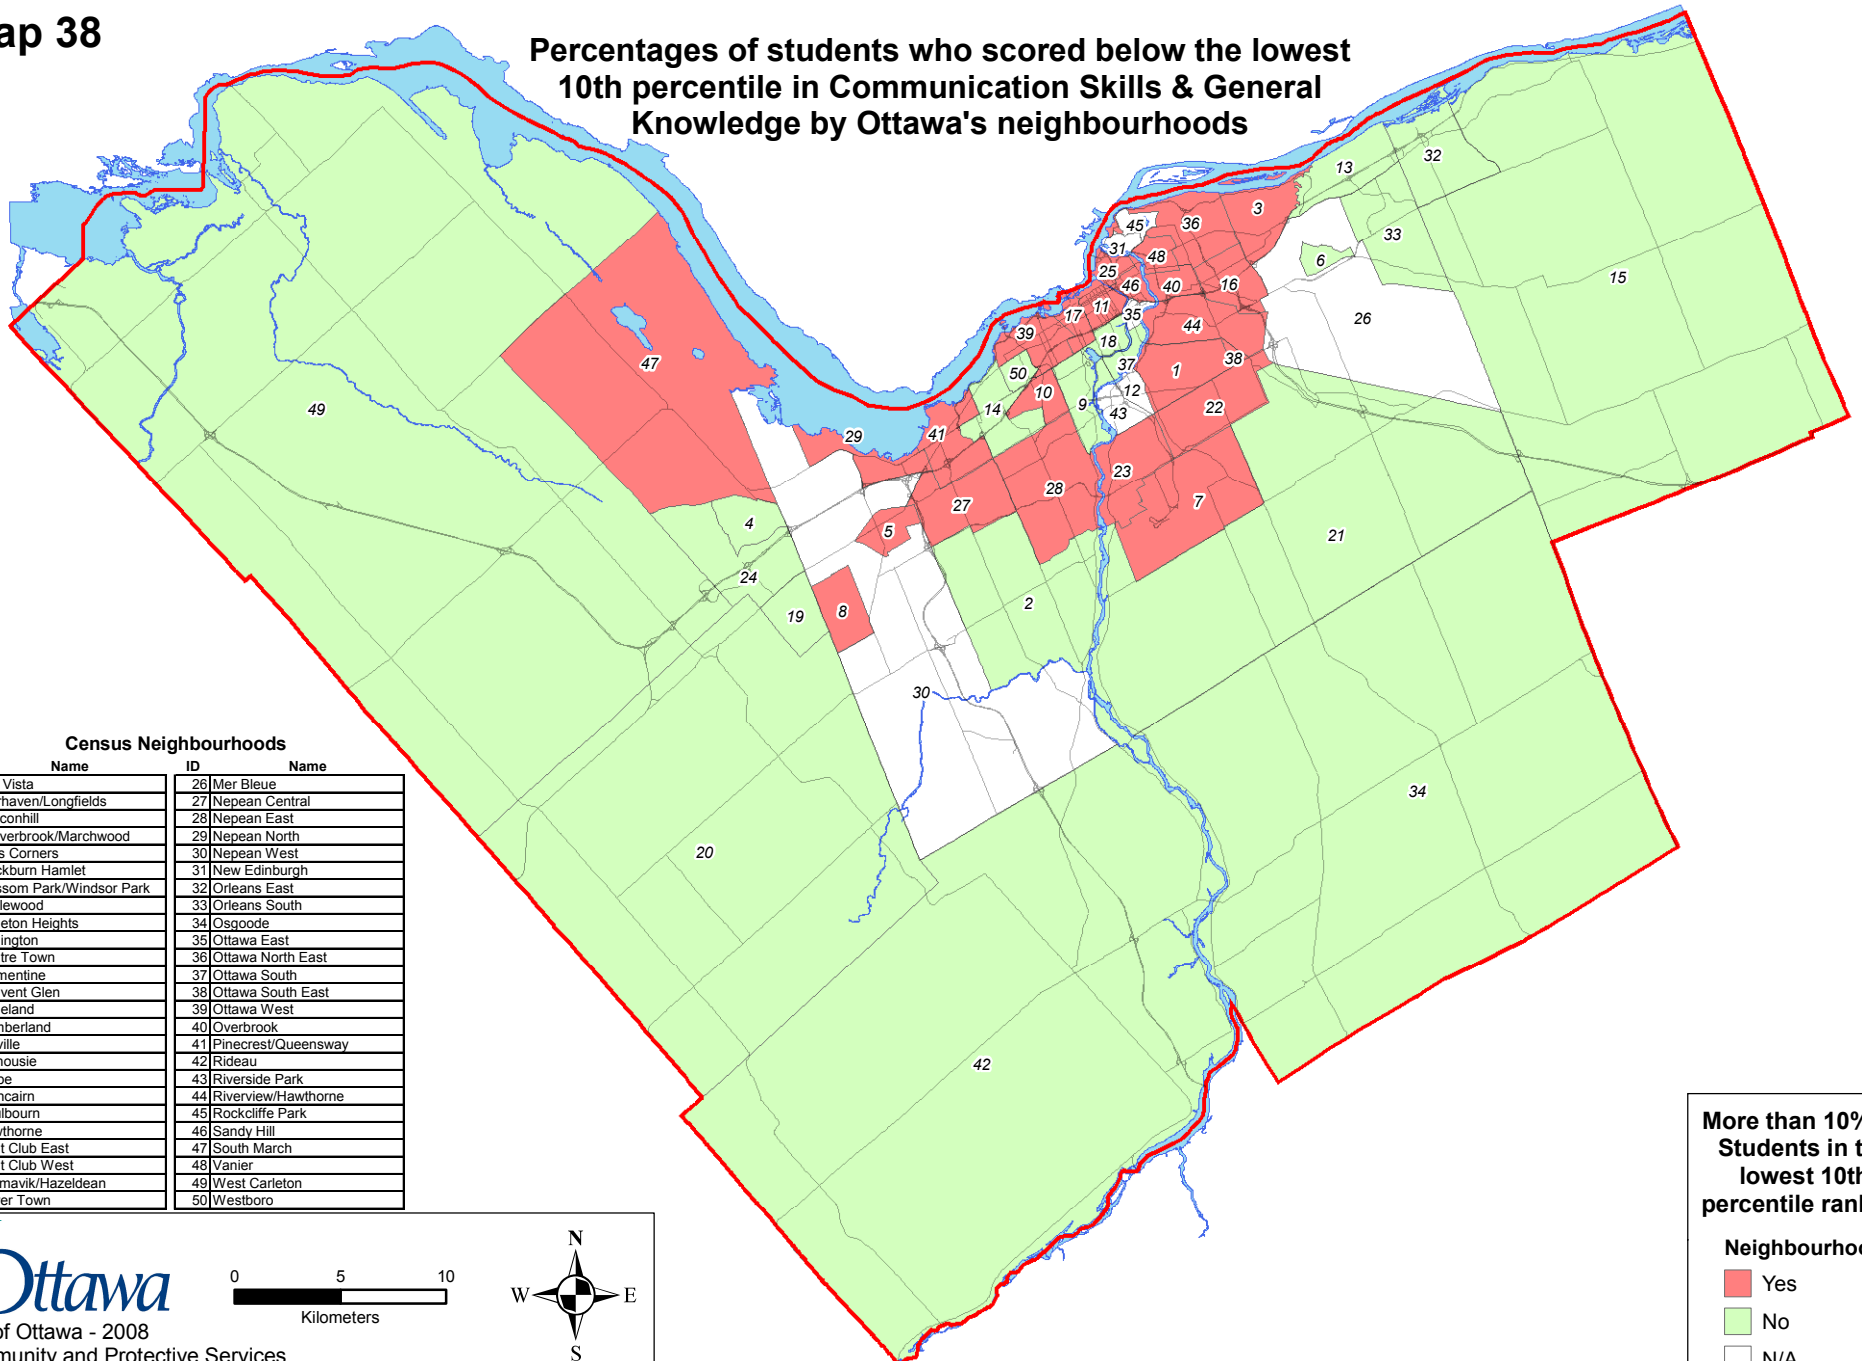 ap 38
Percentages of students who scored below the lowest
10th percentile in Communication Skills & General
Knowledge by Ottawa's neighbourhoods
32
13
3
36
45
33
31
48
6
25
15
46
40
16
11
17
35
26
44
39
18
38
47
37
1
50
12
10
9
14
22
49
43
29
41
23
28
7
27
4
5
21
24
2
8
19
30
34
20
42
Census Neighbourhoods
Name ID Name
Vista 26 Mer Bleue
rhaven/Longfields 27 Nepean Central
conhill 28 Nepean East
verbrook/Marchwood 29 Nepean North
s Corners 30 Nepean West
ckburn Hamlet 31 New Edinburgh
ssom Park/Windsor Park 32 Orleans East
lewood 33 Orleans South
leton Heights 34 Osgoode
ington 35 Ottawa East
tre Town 36 Ottawa North East
mentine 37 Ottawa South
vent Glen 38 Ottawa South East
eland 39 Ottawa West
mberland 40 Overbrook
ville 41 Pinecrest/Queensway
housie 42 Rideau
be 43 Riverside Park
ncairn 44 Riverview/Hawthorne
ulbourn 45 Rockcliffe Park
wthorne 46 Sandy Hill
t Club East 47 South March
t Club West 48 Vanier
mavik/Hazeldean 49 West Carleton
er Town 50 Westboro
Ottawa
0 5 10
Kilometers
N
W E
S
of Ottawa - 2008
munity and Protective Services
More than 10%
Students in t
lowest 10th
percentile rank
Neighbourhoo
Yes
No
N/A